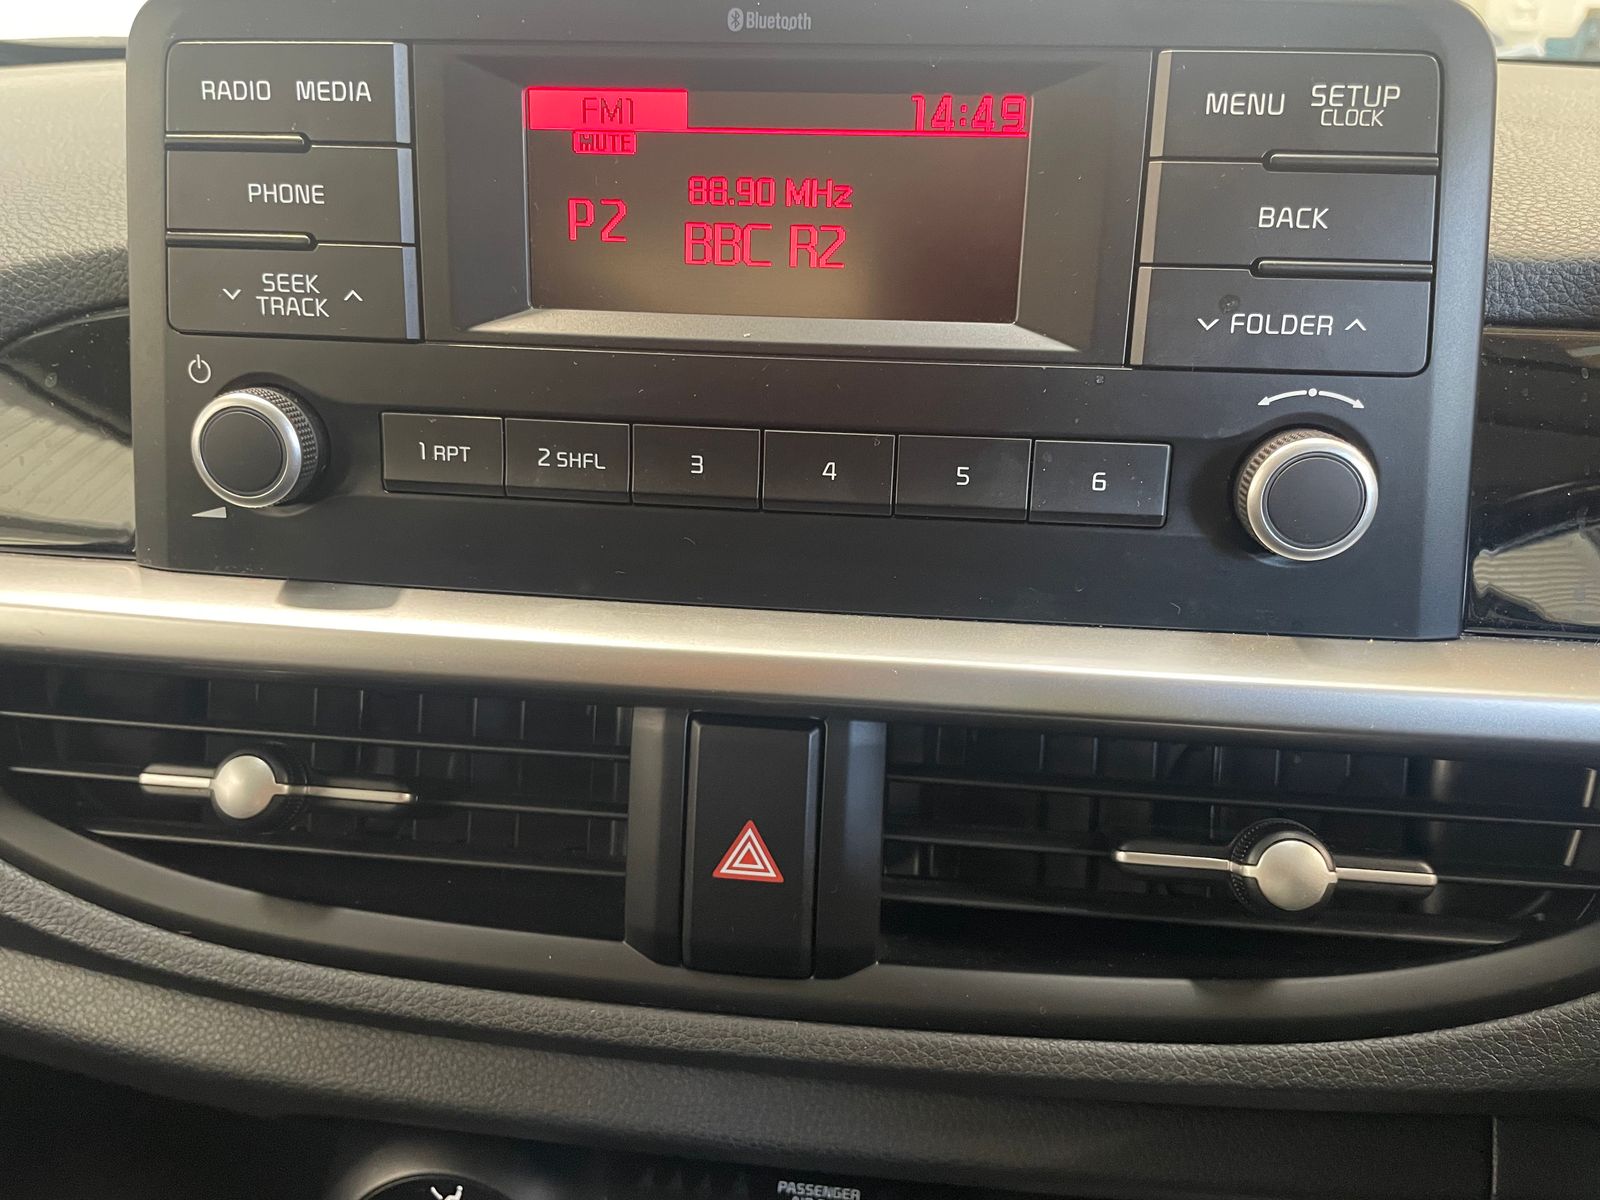 Bluetooth
RADIO MEDIA
PHONE
SEEK
TRACK
FM1
14:49
MUTE
P2
88.90 MHz
BBC R2
MENU
SETUP
CLOCK
BACK
FOLDER
1 RPT
2 SHFL
3
4
5
6
PASSENGER